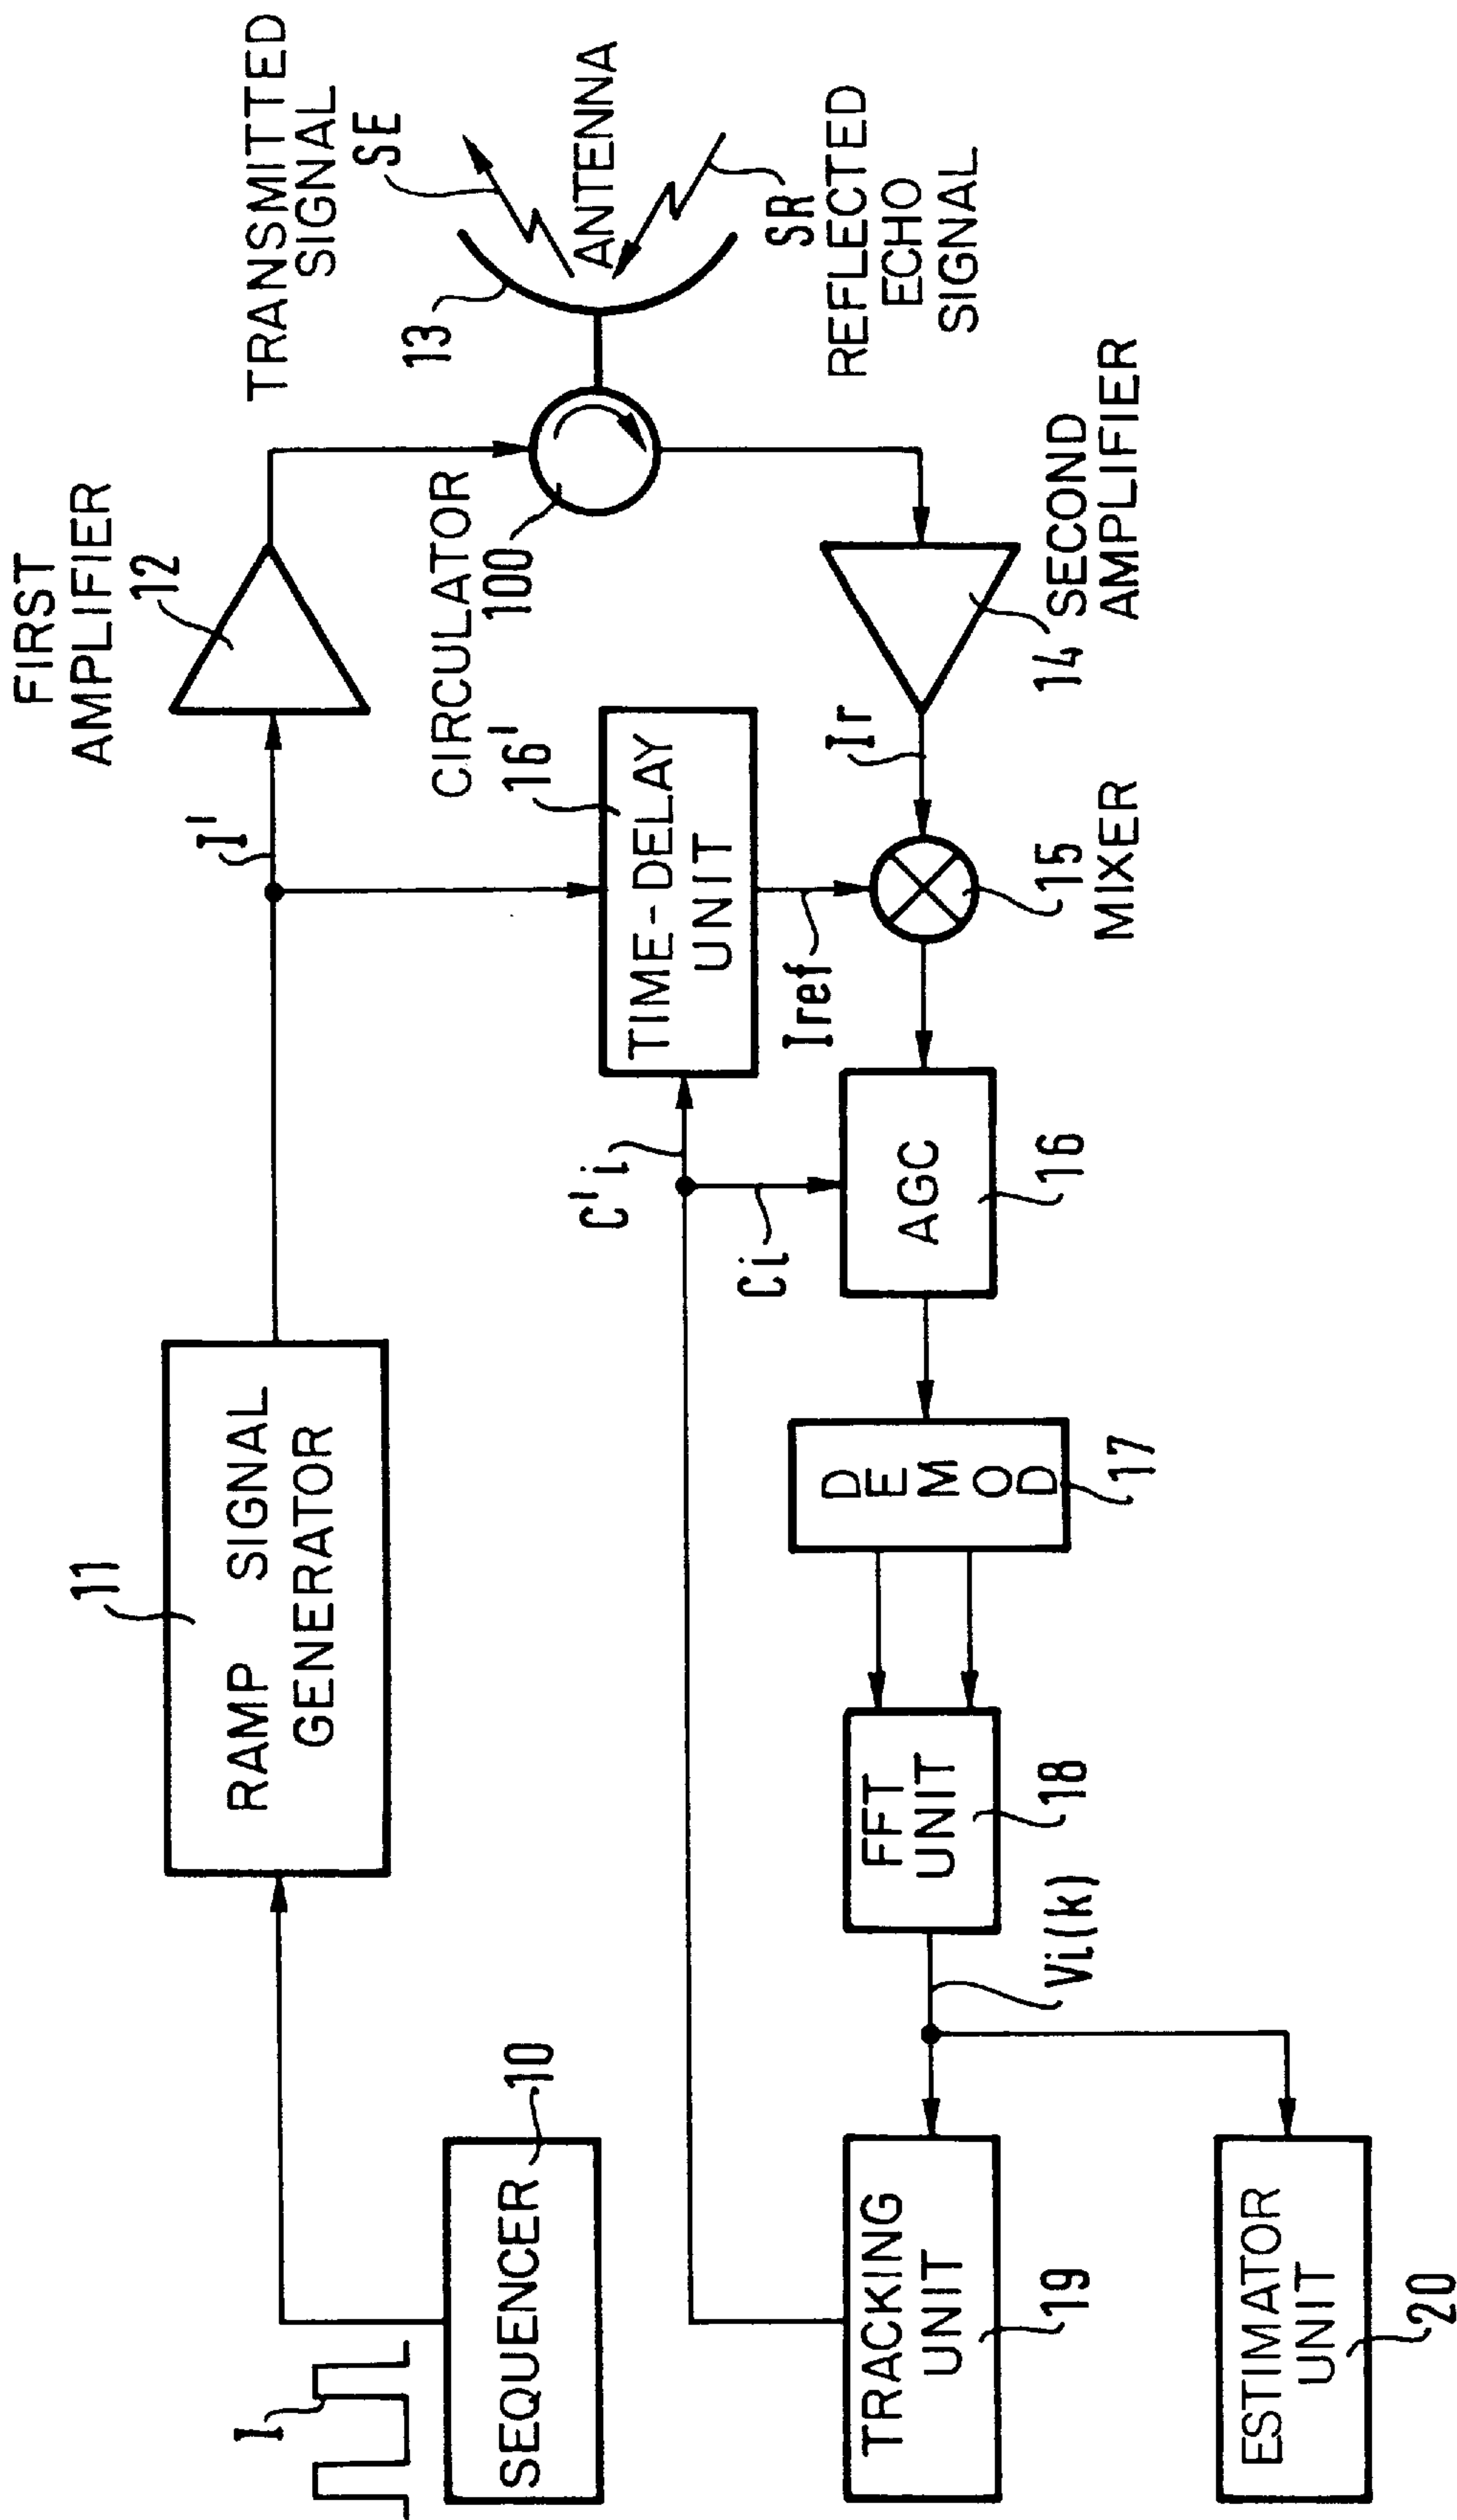 I
SEQUENCER
10
11
RAMP SIGNAL
GENERATOR
I'
FIRST
AMPLIFIER
12
TRANSMITTED
SIGNAL
SE
13
ANTENNA
SR
REFLECTED
ECHO
SIGNAL
CIRCULATOR
100
16'
TIME-DELAY
UNIT
C'i
Ci
Iref
Ir
14 SECOND
AMPLIFIER
15
MIXER
AGC
16
DEMOD
17
FFT
UNIT
18
Vi(k)
TRACKING
UNIT
19
ESTIMATOR
UNIT
20